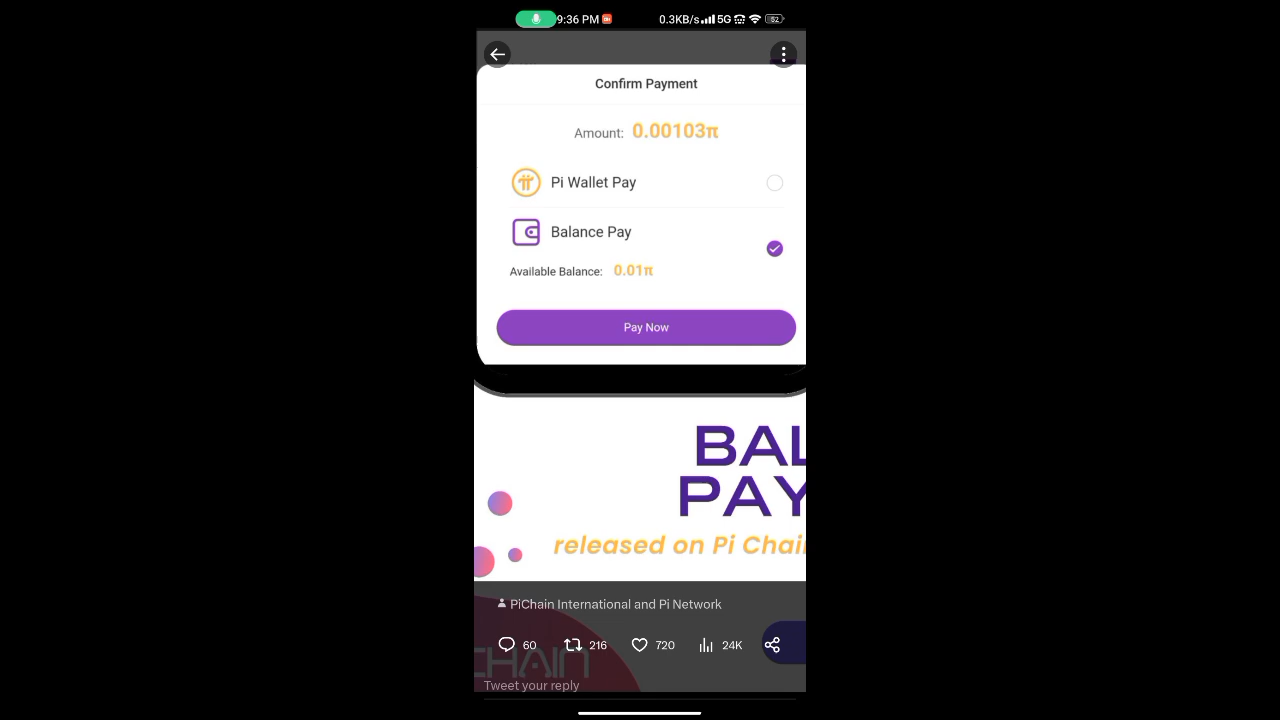 9:36 PM
0.3KB/s 5G 52
Confirm Payment
Amount: 0.00103π
Pi Wallet Pay
Balance Pay
Available Balance: 0.01π
Pay Now
BAL
PAY
released on Pi Chai
PiChain International and Pi Network
60 216 720 24K
CHAIN
Tweet your reply